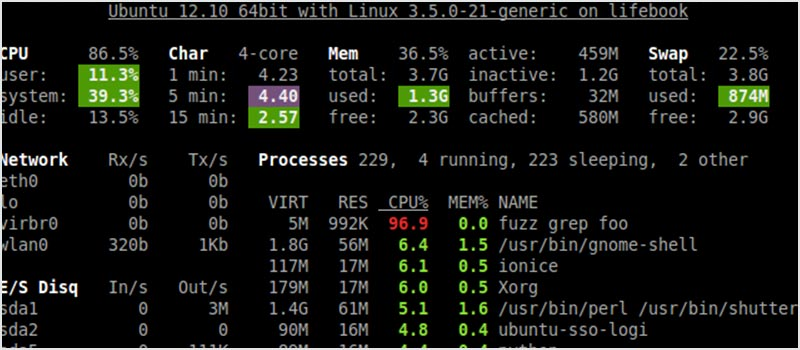 Ubuntu 12.10 64bit with Linux 3.5.0-21-generic on lifebook
CPU 86.5% Char 4-core Mem 36.5% active: 459M Swap 22.5%
user: 11.3% 1 min: 4.23 total: 3.7G inactive: 1.2G total: 3.8G
system: 39.3% 5 min: 4.40 used: 1.3G buffers: 32M used: 874M
idle: 13.5% 15 min: 2.57 free: 2.3G cached: 580M free: 2.9G
Network Rx/s Tx/s Processes 229, 4 running, 223 sleeping, 2 other
eth0 0b 0b
lo 0b 0b VIRT RES CPU% MEM% NAME
virbr0 0b 0b 5M 992K 96.9 0.0 fuzz grep foo
wlan0 320b 1Kb 1.8G 56M 6.4 1.5 /usr/bin/gnome-shell
117M 17M 6.1 0.5 ionice
E/S Disq In/s Out/s 179M 17M 6.0 0.5 Xorg
sda1 0 3M 1.4G 61M 5.1 1.6 /usr/bin/perl /usr/bin/shutter
sda2 0 0 90M 16M 4.8 0.4 ubuntu-sso-logi